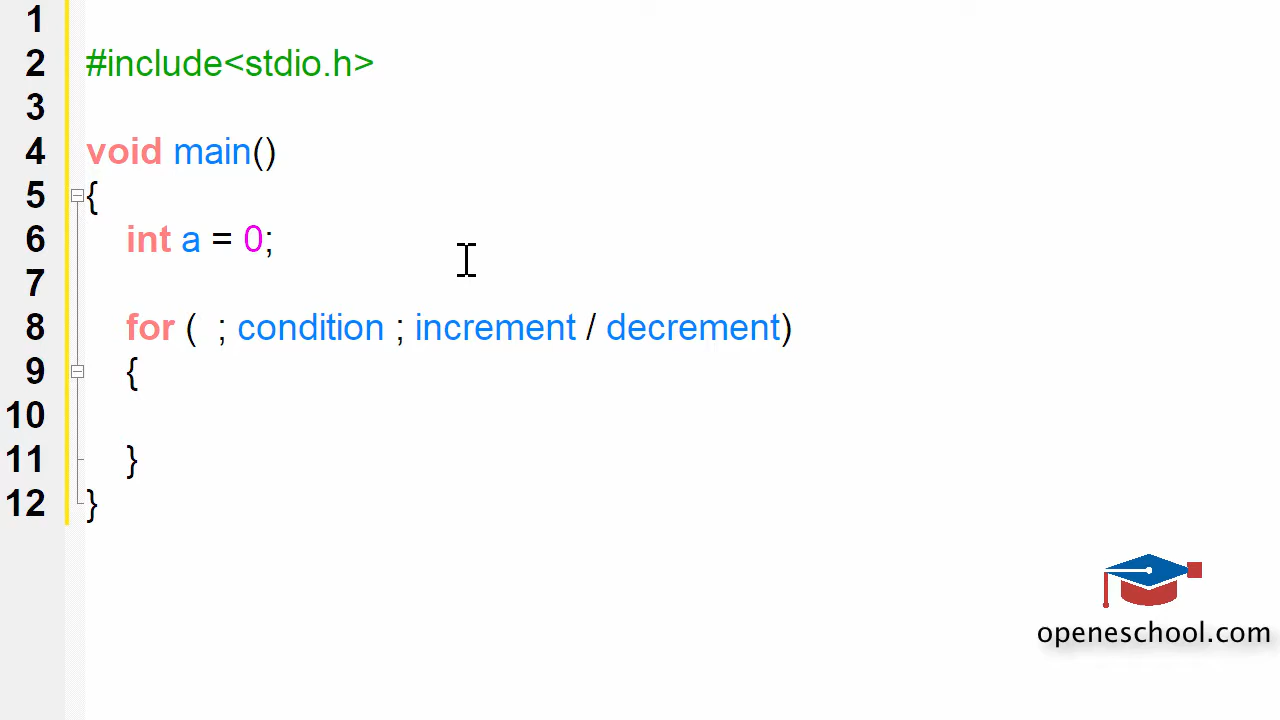 1
2 #include<stdio.h>
3
4 void main()
5 {
6 int a = 0;
7
8 for ( ; condition ; increment / decrement)
9 {
10
11 }
12 }
openeschool.com